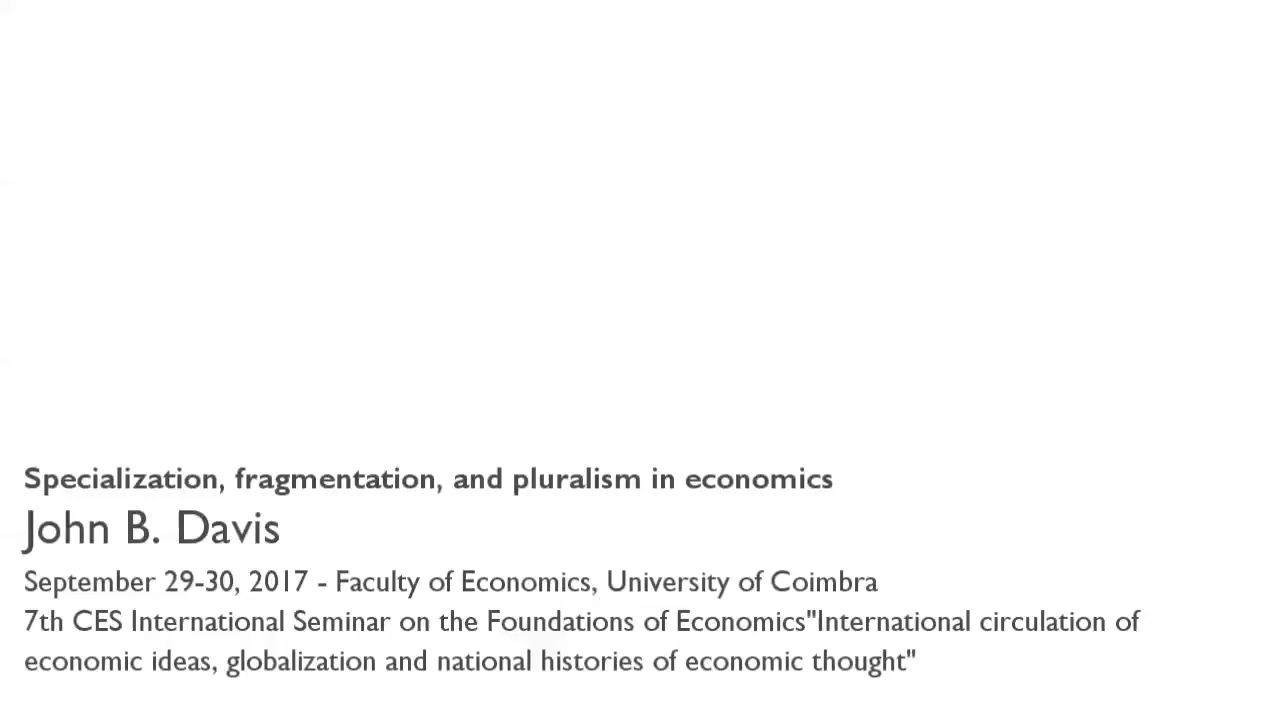 Specialization, fragmentation, and pluralism in economics
John B. Davis
September 29-30, 2017 - Faculty of Economics, University of Coimbra
7th CES International Seminar on the Foundations of Economics"International circulation of
economic ideas, globalization and national histories of economic thought"